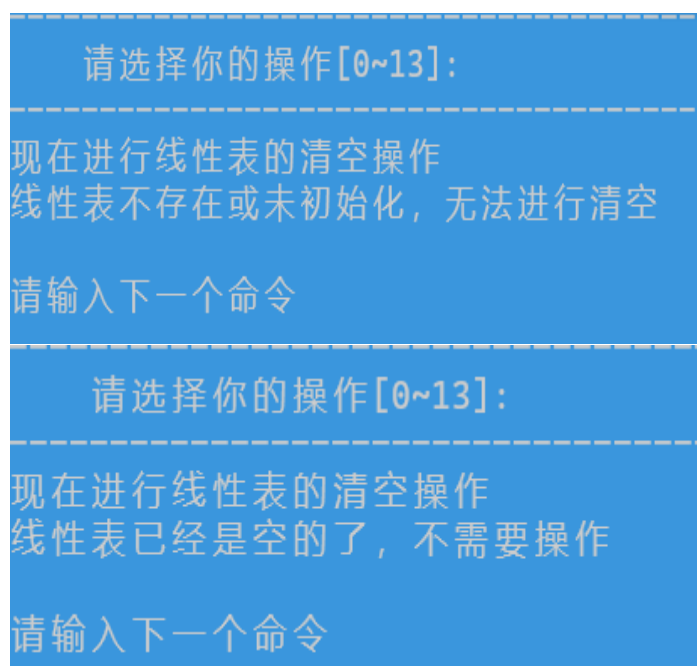 请选择你的操作[0~13]:
现在进行线性表的清空操作
线性表不存在或未初始化，无法进行清空
请输入下一个命令
请选择你的操作[0~13]:
现在进行线性表的清空操作
线性表已经是空的了，不需要操作
请输入下一个命令